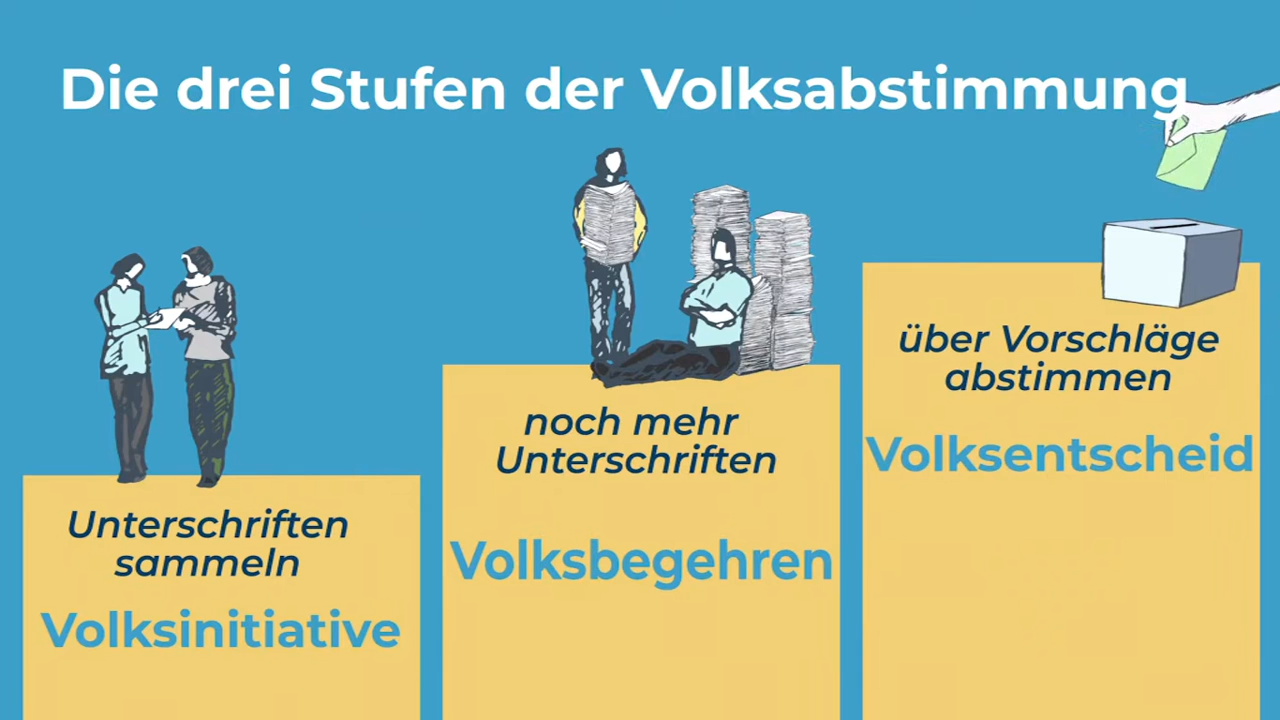 Die drei Stufen der Volksabstimmung
Unterschriften
sammeln
Volksinitiative
noch mehr
Unterschriften
Volksbegehren
über Vorschläge
abstimmen
Volksentscheid